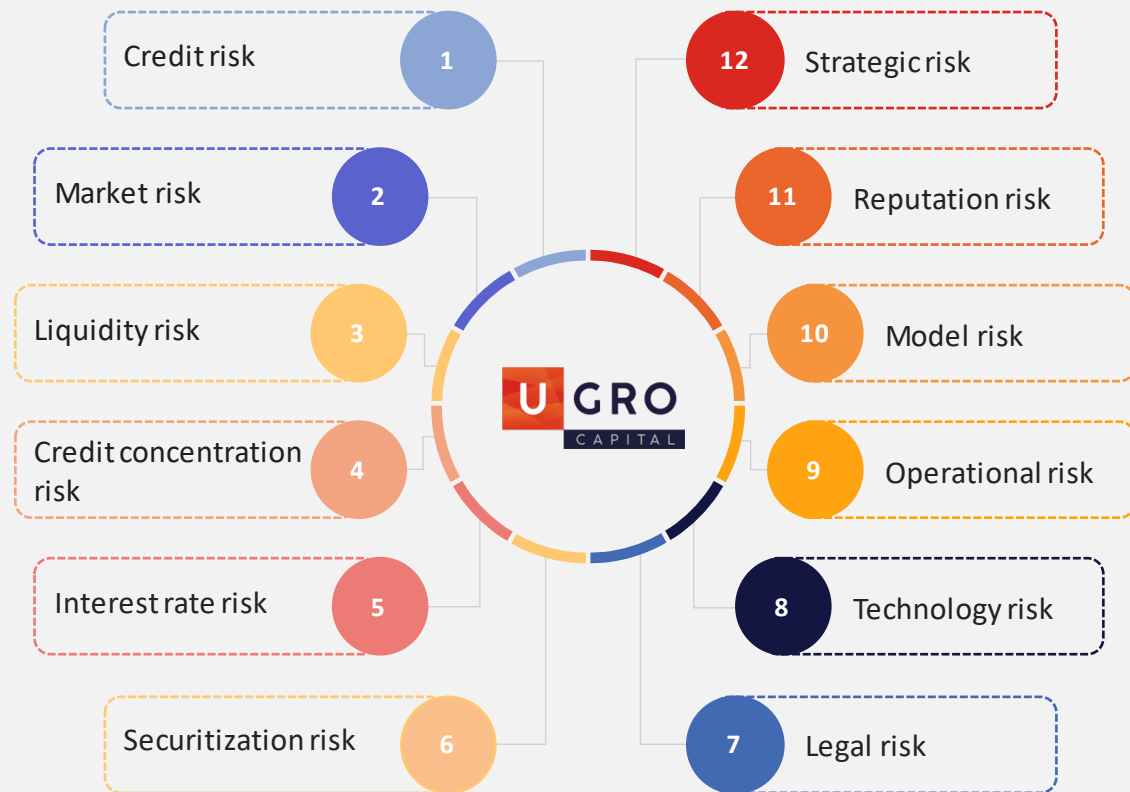 Credit risk
1
Market risk
2
Liquidity risk
3
Credit concentration
risk
4
Interest rate risk
5
Securitization risk
6
U GRO
CAPITAL
12
Strategic risk
11
Reputation risk
10
Model risk
9
Operational risk
8
Technology risk
7
Legal risk